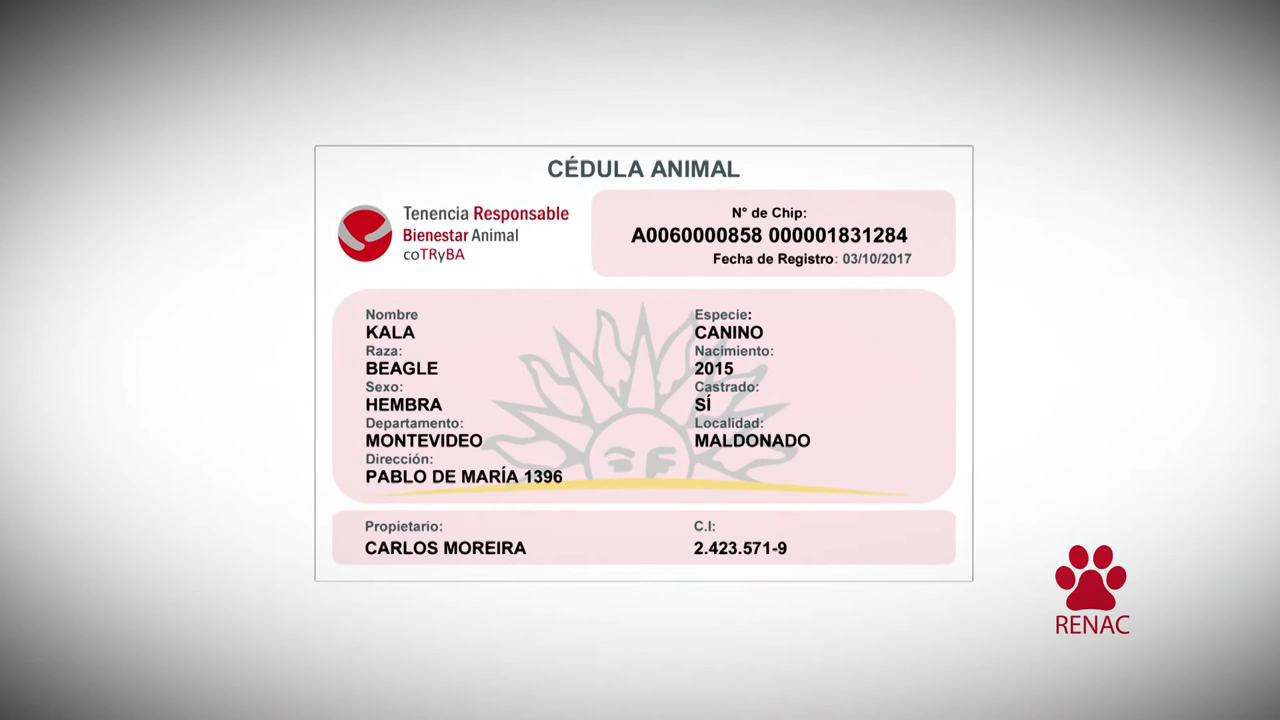 CÉDULA ANIMAL
Tenencia Responsable
Bienestar Animal
coTRyBA
N° de Chip:
A0060000858 000001831284
Fecha de Registro: 03/10/2017
Nombre
KALA
Raza:
BEAGLE
Sexo:
HEMBRA
Departamento:
MONTEVIDEO
Dirección:
PABLO DE MARÍA 1396
Especie:
CANINO
Nacimiento:
2015
Castrado:
SÍ
Localidad:
MALDONADO
Propietario:
CARLOS MOREIRA
C.I:
2.423.571-9
RENAC